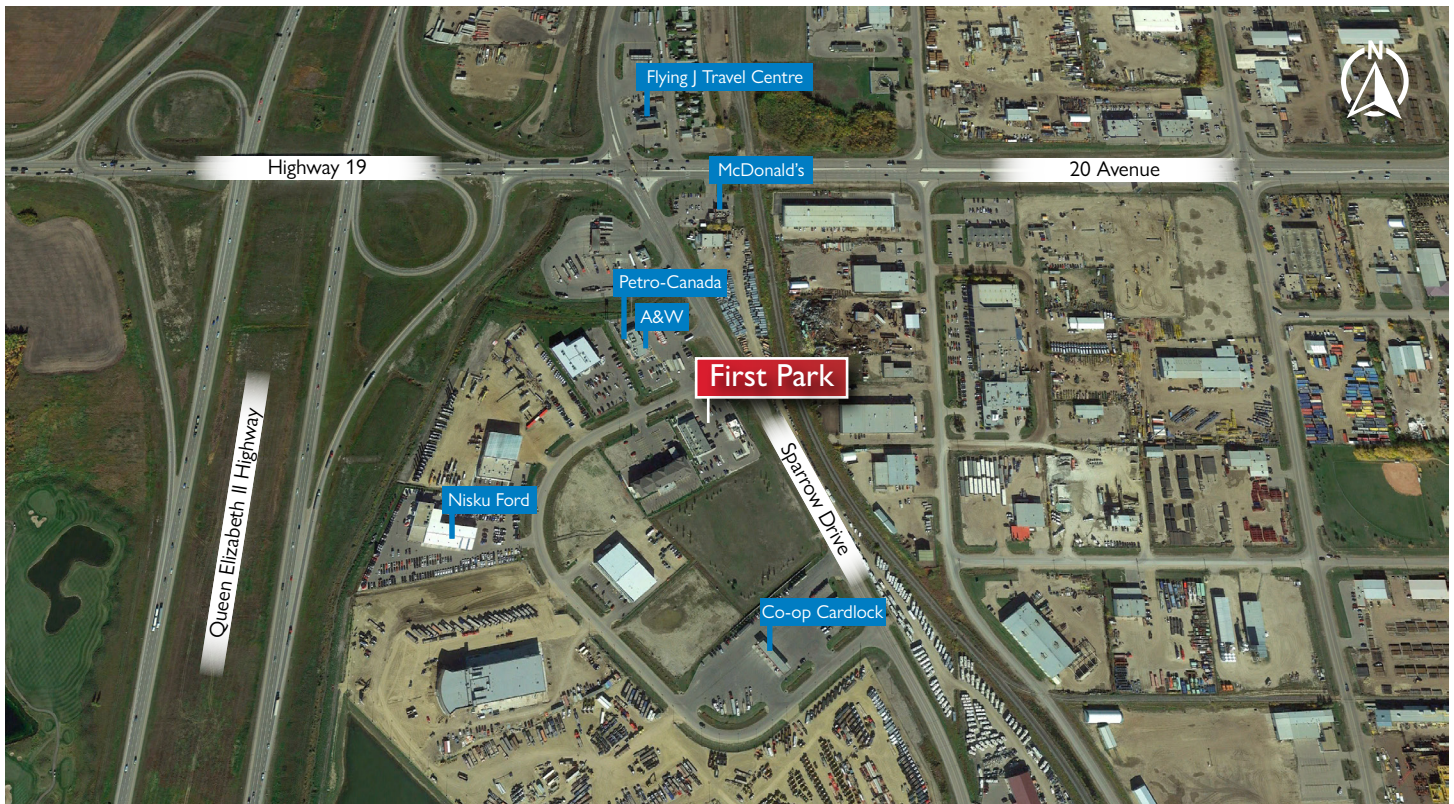 N
Flying J Travel Centre
Highway 19
McDonald's
20 Avenue
Petro-Canada
A&W
First Park
Sparrow Drive
Queen Elizabeth II Highway
Nisku Ford
Co-op Cardlock